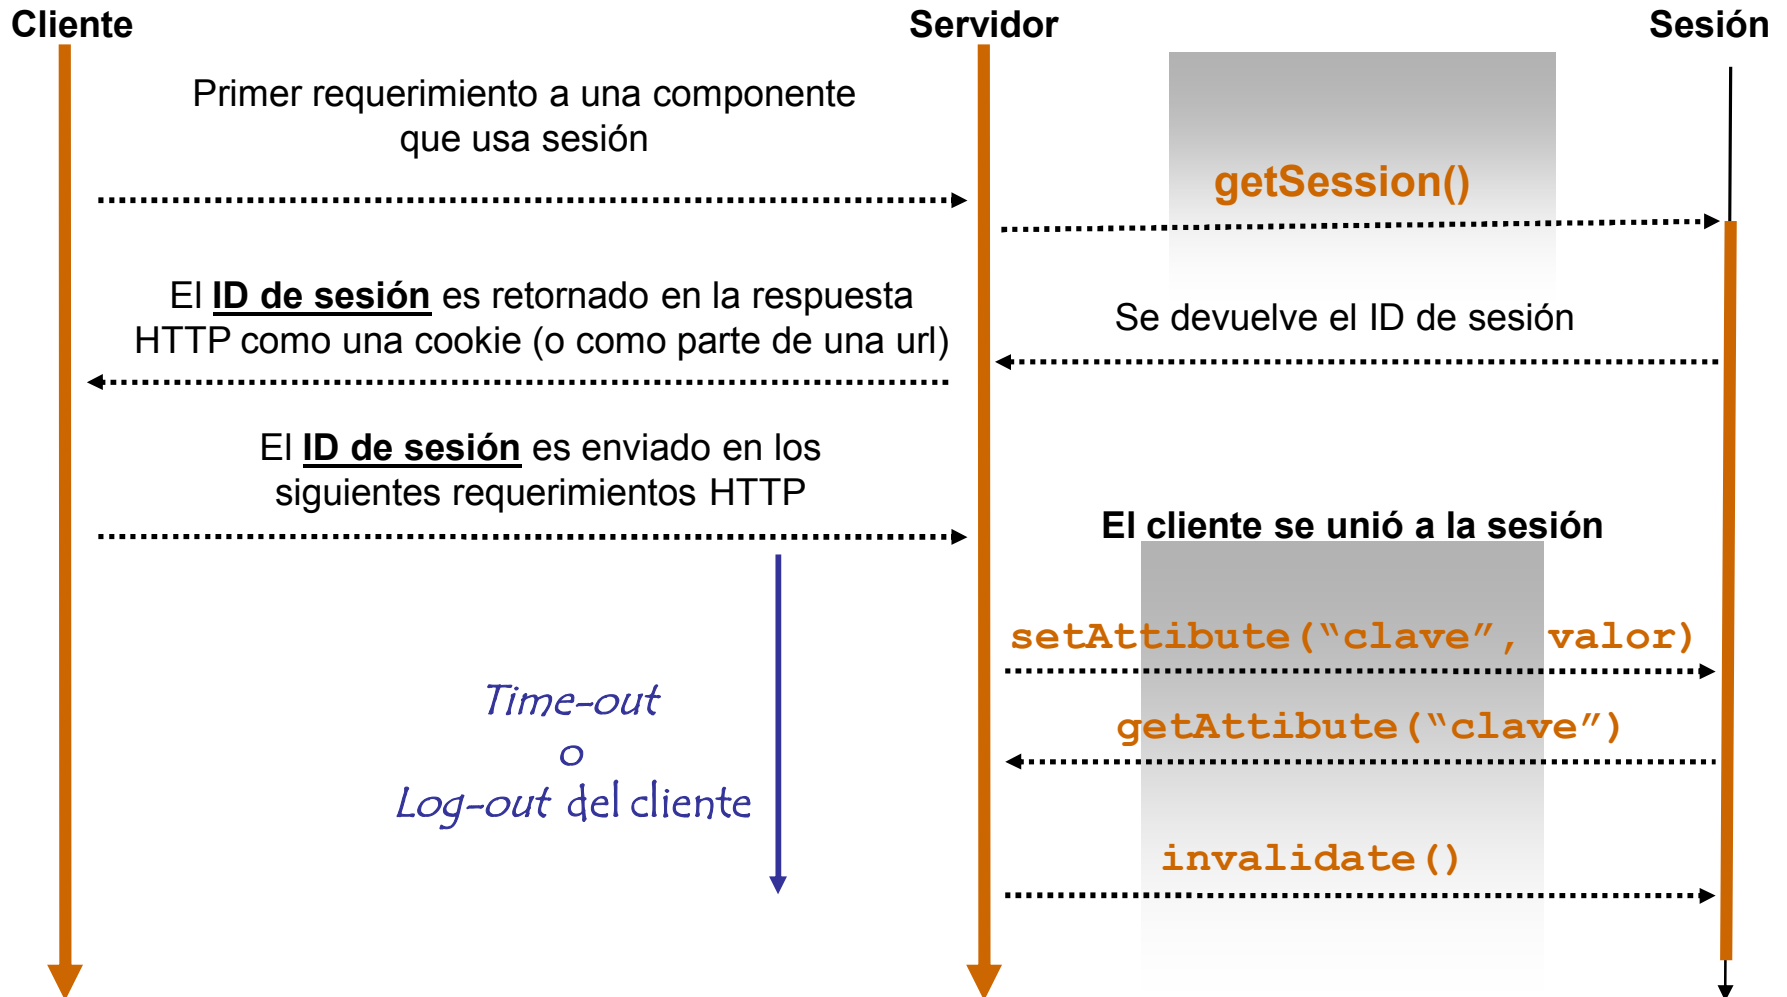 Cliente
Servidor
Sesión
Primer requerimiento a una componente
que usa sesión
getSession()
El ID de sesión es retornado en la respuesta
HTTP como una cookie (o como parte de una url)
Se devuelve el ID de sesión
El ID de sesión es enviado en los
siguientes requerimientos HTTP
El cliente se unió a la sesión
setAttibute(“clave”, valor)
getAttibute(“clave”)
Time-out
o
Log-out del cliente
invalidate()